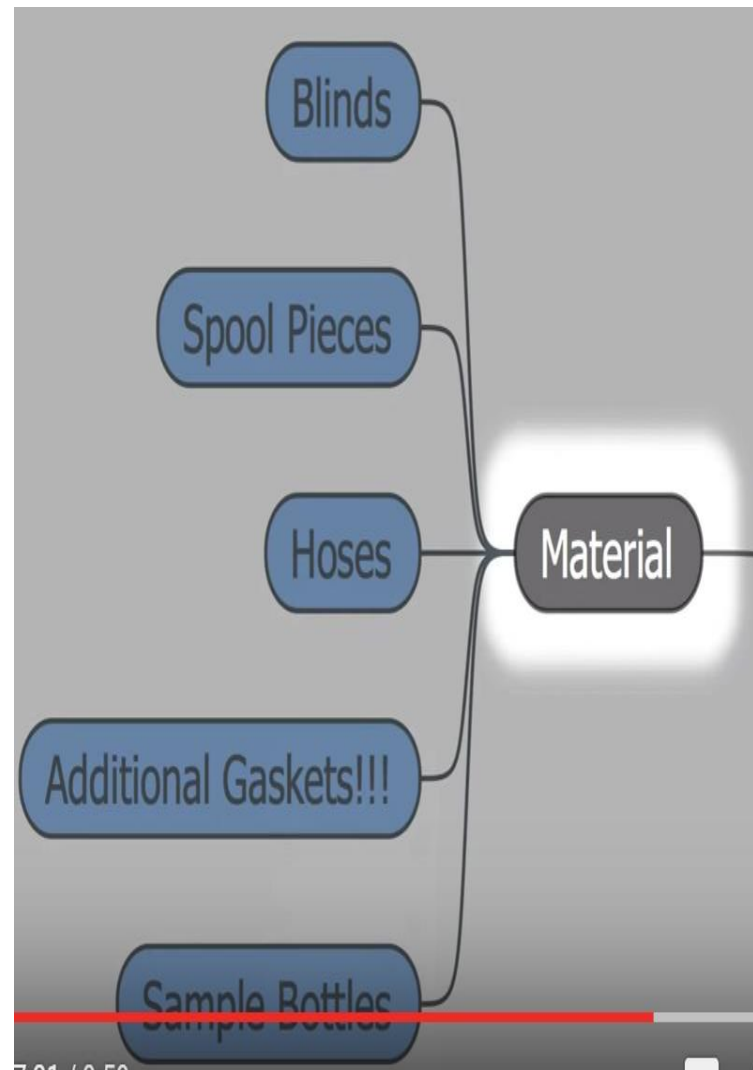 Blinds
Spool Pieces
Hoses
Material
Additional Gaskets!!!
Sample Bottles